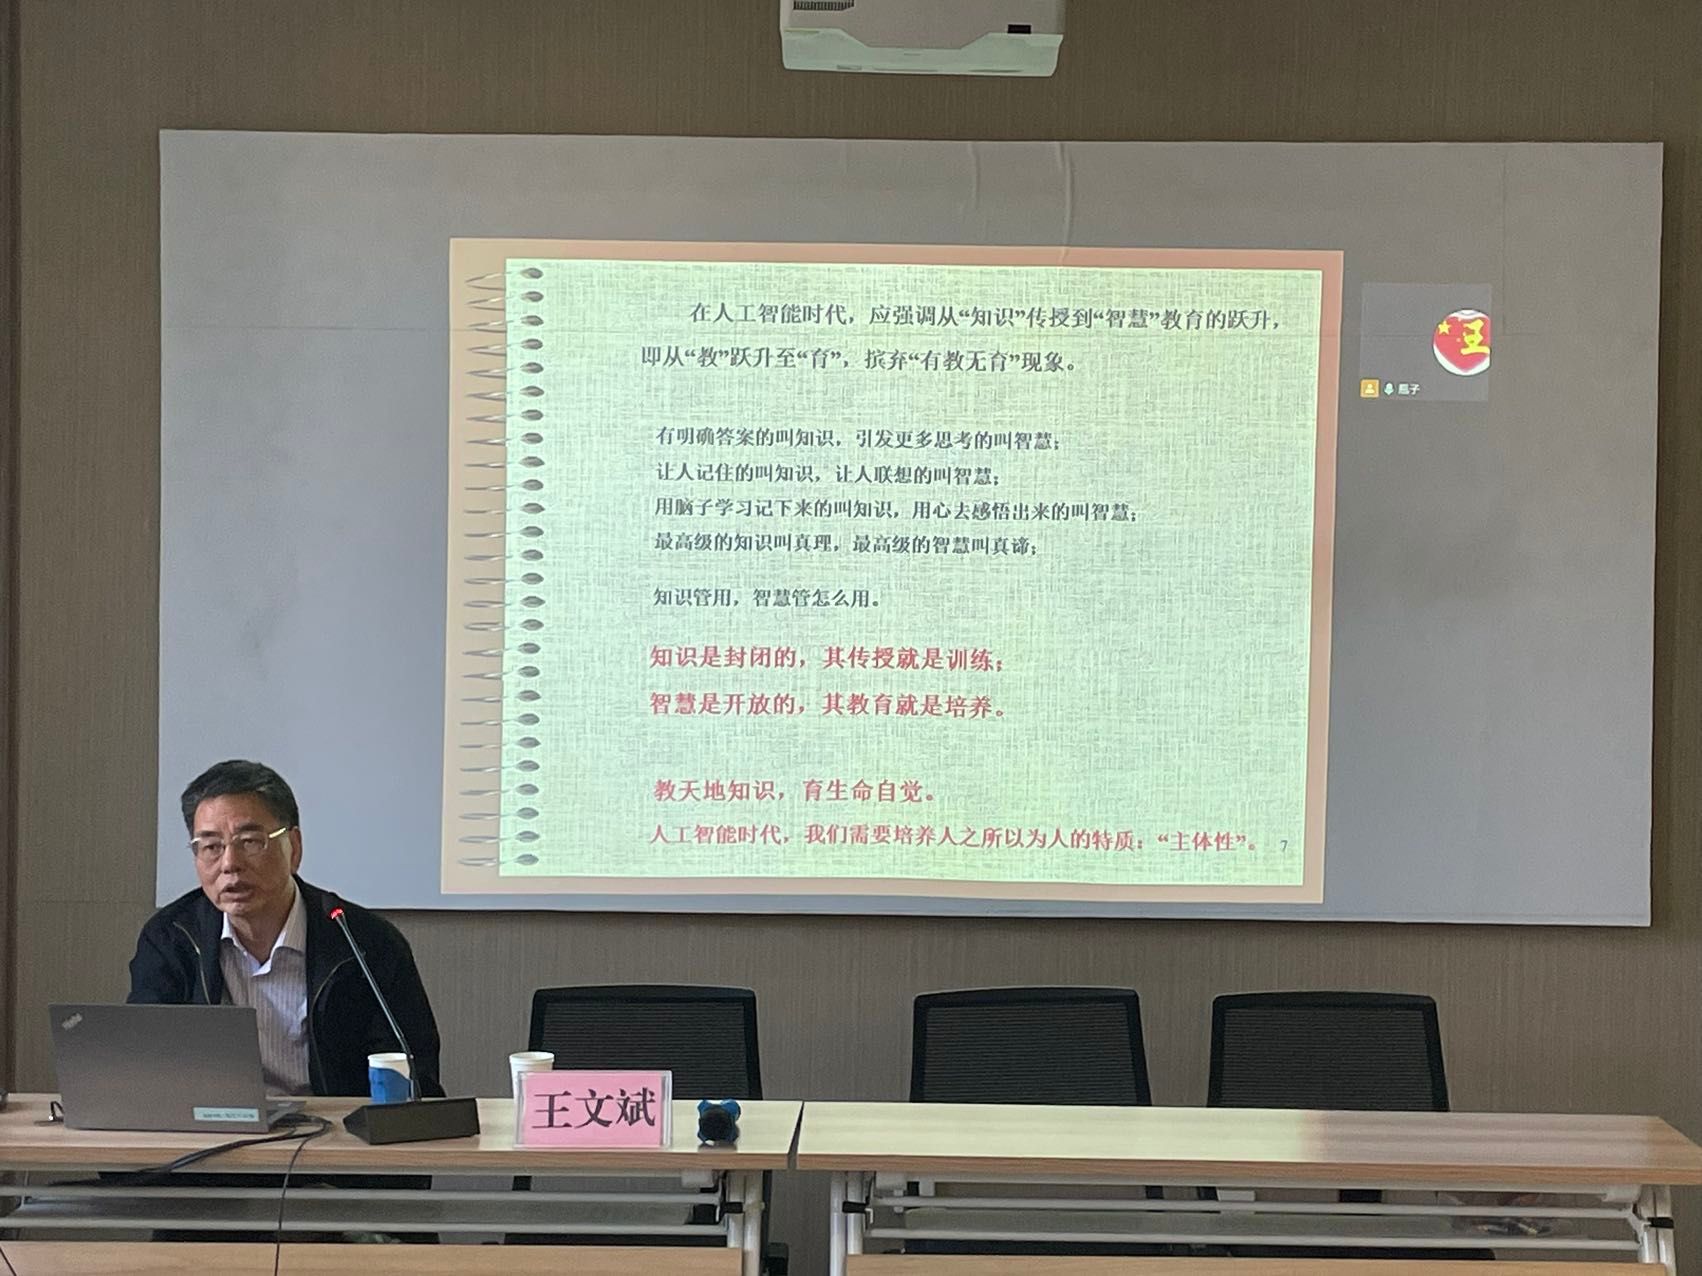 在人工智能时代，应强调从“知识”传授到“智慧”教育的跃升，
即从“教”跃升至“育”，摈弃“有教无育”现象。
有明确答案的叫知识，引发更多思考的叫智慧；
让人记住的叫知识，让人联想的叫智慧；
用脑子学习记下来的叫知识，用心去感悟出来的叫智慧；
最高级的知识叫真理，最高级的智慧叫真谛；
知识管用，智慧管怎么用。
知识是封闭的，其传授就是训练；
智慧是开放的，其教育就是培养。
教天地知识，育生命自觉。
人工智能时代，我们需要培养人之所以为人的特质：“主体性”。
7
王
王文斌
ThinkPad